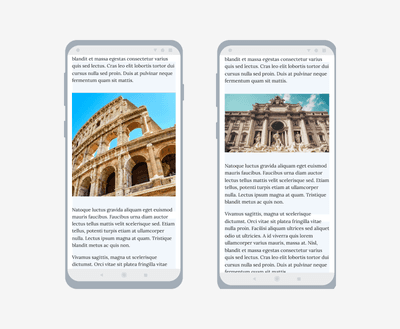 blandit et massa egestas consectetur varius
quis sed lectus. Cras leo elit lobortis tortor dui
cursus nulla sed proin. Duis at pulvinar neque
fermentum quam sit mattis.
Natoque luctus gravida aliquam eget euismod
mauris faucibus. Faucibus urna diam auctor
lectus tellus mattis velit scelerisque sed. Etiam
tellus, potenti turpis etiam at ullamcorper
nulla. Lectus ipsum magna at quam. Tristique
blandit metus ac quis non.
Vivamus sagittis, magna ut dictumst
dictumst. Orci vitae sit platea fringilla vitae
blandit et massa egestas consectetur varius
quis sed lectus. Cras leo elit lobortis tortor dui
cursus nulla sed proin. Duis at pulvinar neque
fermentum quam sit mattis.
Natoque luctus gravida aliquam eget euismod
mauris faucibus. Faucibus urna diam auctor
lectus tellus mattis velit scelerisque sed. Etiam
tellus, potenti turpis etiam at ullamcorper
nulla. Lectus ipsum magna at quam. Tristique
blandit metus ac quis non.
Vivamus sagittis, magna ut dictumst
dictumst. Orci vitae sit platea fringilla vitae
nulla proin. Facilisi aliquam ultrices sed aliquet
odio ut ultricies. A id viverra quis lorem
ullamcorper varius mauris, massa at. Nisl,
blandit et massa egestas consectetur varius
quis sed lectus. Cras leo elit lobortis tortor dui
cursus nulla sed proin. Duis at pulvinar neque